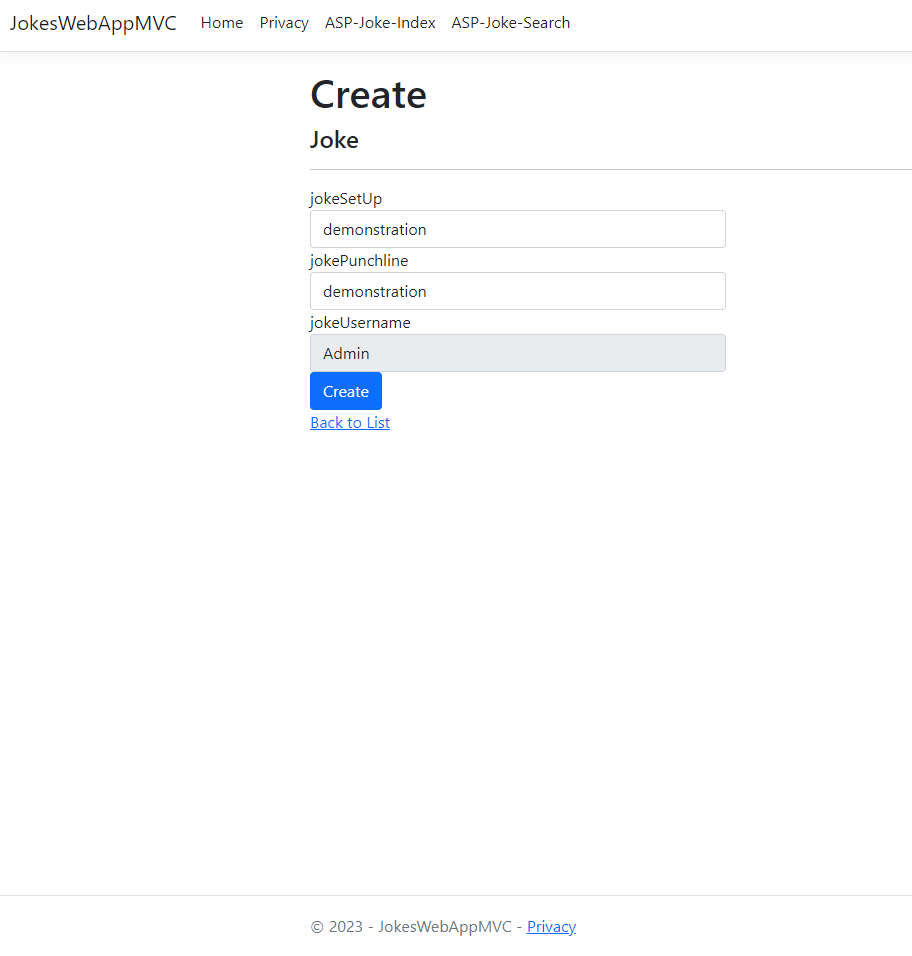 JokesWebAppMVC Home Privacy ASP-Joke-Index ASP-Joke-Search
Create
Joke
jokeSetUp
demonstration
jokePunchline
demonstration
jokeUsername
Admin
Create
Back to List
© 2023 - JokesWebAppMVC - Privacy